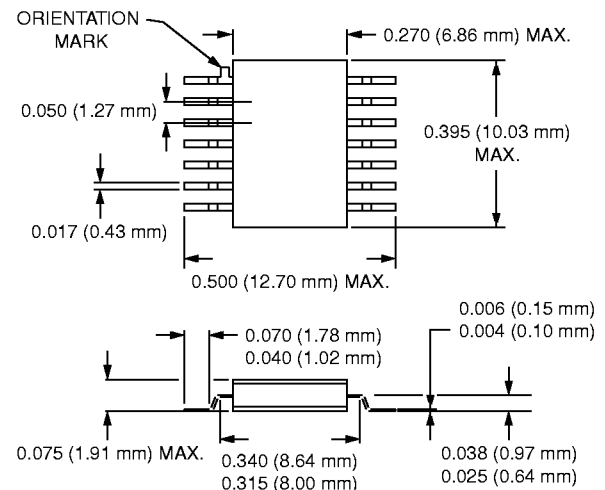 ORIENTATION
MARK
0.270 (6.86 mm) MAX.
0.050 (1.27 mm)
0.395 (10.03 mm)
MAX.
0.017 (0.43 mm)
0.500 (12.70 mm) MAX.
0.006 (0.15 mm)
0.004 (0.10 mm)
0.070 (1.78 mm)
0.040 (1.02 mm)
0.075 (1.91 mm) MAX.
0.340 (8.64 mm)
0.315 (8.00 mm)
0.038 (0.97 mm)
0.025 (0.64 mm)